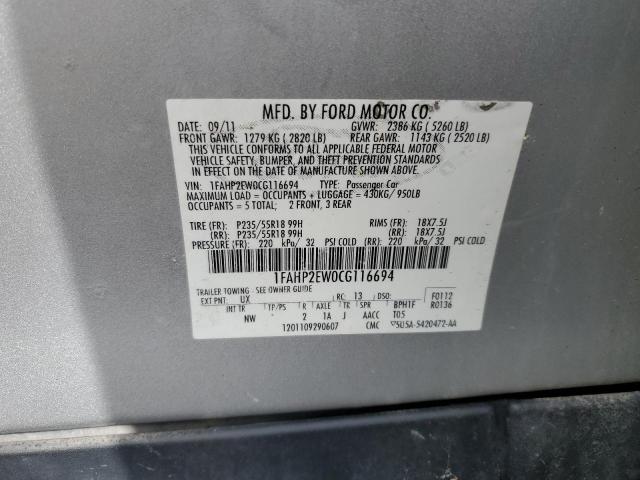 MFD. BY FORD MOTOR CO.
DATE: 09/11 GVWR: 2386 KG ( 5260 LB)
FRONT GAWR: 1279 KG ( 2820 LB) REAR GAWR: 1143 KG ( 2520 LB)
THIS VEHICLE CONFORMS TO ALL APPLICABLE FEDERAL MOTOR
VEHICLE SAFETY, BUMPER, AND THEFT PREVENTION STANDARDS
IN EFFECT ON THE DATE OF MANUFACTURE SHOWN ABOVE.
VIN: 1FAHP2EW0CG116694 TYPE: Passenger Car
MAXIMUM LOAD = OCCUPANTS + LUGGAGE = 430KG/ 950LB
OCCUPANTS = 5 TOTAL; 2 FRONT, 3 REAR
TIRE (FR): P235/55R18 99H RIMS (FR): 18X7.5J
(RR): P235/55R18 99H (RR): 18X7.5J
PRESSURE (FR): 220 kPa/ 32 PSI COLD (RR): 220 kPa/ 32 PSI COLD
1FAHP2EW0CG116694
TRAILER TOWING - SEE OWNER GUIDE
EXT PNT: UX RC: 13 DSO: F0112
INT TR TP/PS R AXLE TR SPR BPH1F R0136
NW 2 1A J AACC T05
1201109290607 CMC 5U5A-5420472-AA